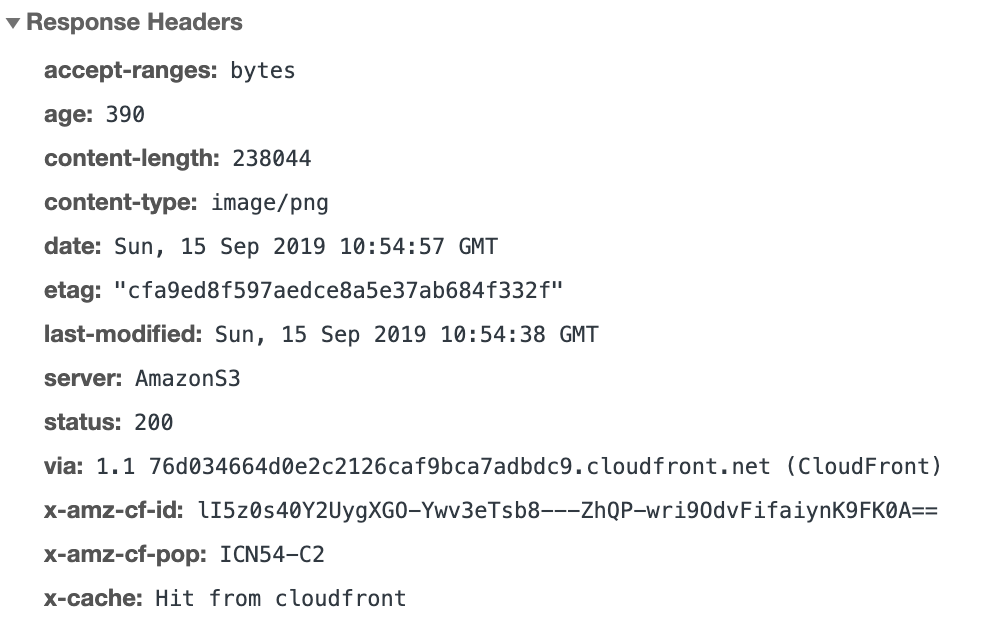 Response Headers
accept-ranges: bytes
age: 390
content-length: 238044
content-type: image/png
date: Sun, 15 Sep 2019 10:54:57 GMT
etag: "cfa9ed8f597aedce8a5e37ab684f332f"
last-modified: Sun, 15 Sep 2019 10:54:38 GMT
server: AmazonS3
status: 200
via: 1.1 76d034664d0e2c2126caf9bca7adbdc9.cloudfront.net (CloudFront)
x-amz-cf-id: lI5z0s40Y2UygXGO-Ywv3eTsb8---ZhQP-wri9OdvFifaiynK9FK0A==
x-amz-cf-pop: ICN54-C2
x-cache: Hit from cloudfront